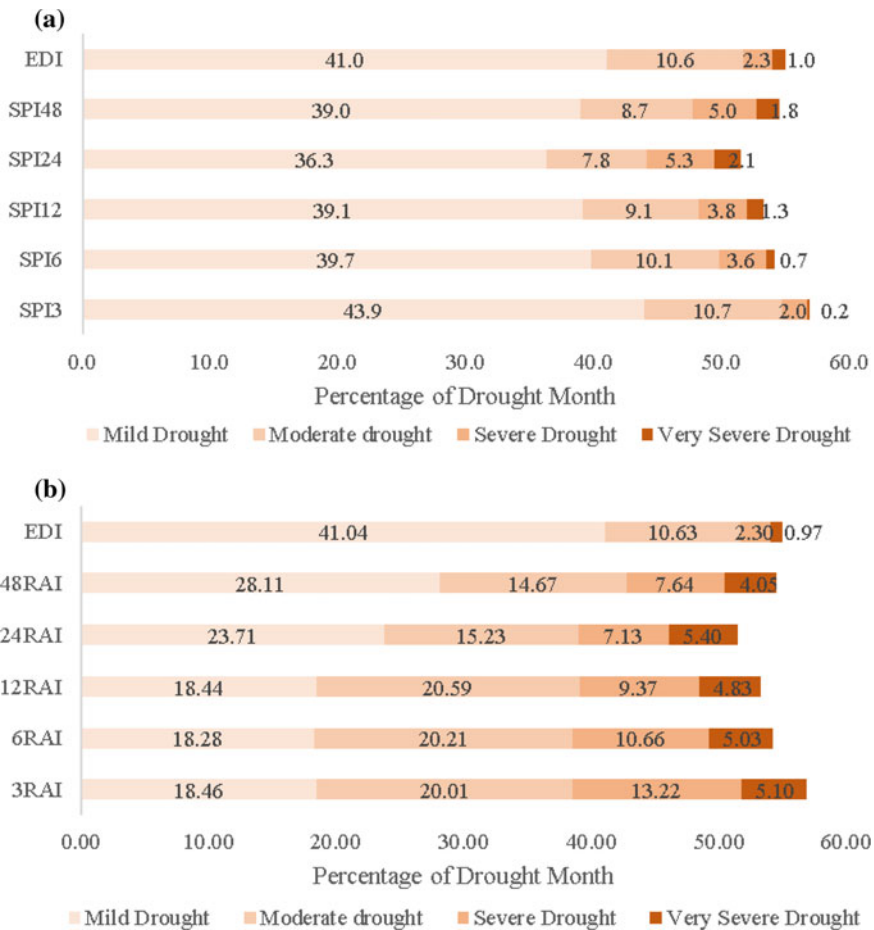 (a)
EDI 41.0 10.6 2.3 1.0
SPI48 39.0 8.7 5.0 1.8
SPI24 36.3 7.8 5.3 2.1
SPI12 39.1 9.1 3.8 1.3
SPI6 39.7 10.1 3.6 0.7
SPI3 43.9 10.7 2.0 0.2
0.0 10.0 20.0 30.0 40.0 50.0 60.0
Percentage of Drought Month
Mild Drought Moderate drought Severe Drought Very Severe Drought
(b)
EDI 41.04 10.63 2.30 0.97
48RAI 28.11 14.67 7.64 4.05
24RAI 23.71 15.23 7.13 5.40
12RAI 18.44 20.59 9.37 4.83
6RAI 18.28 20.21 10.66 5.03
3RAI 18.46 20.01 13.22 5.10
0.00 10.00 20.00 30.00 40.00 50.00 60.00
Percentage of Drought Month
Mild Drought Moderate drought Severe Drought Very Severe Drought